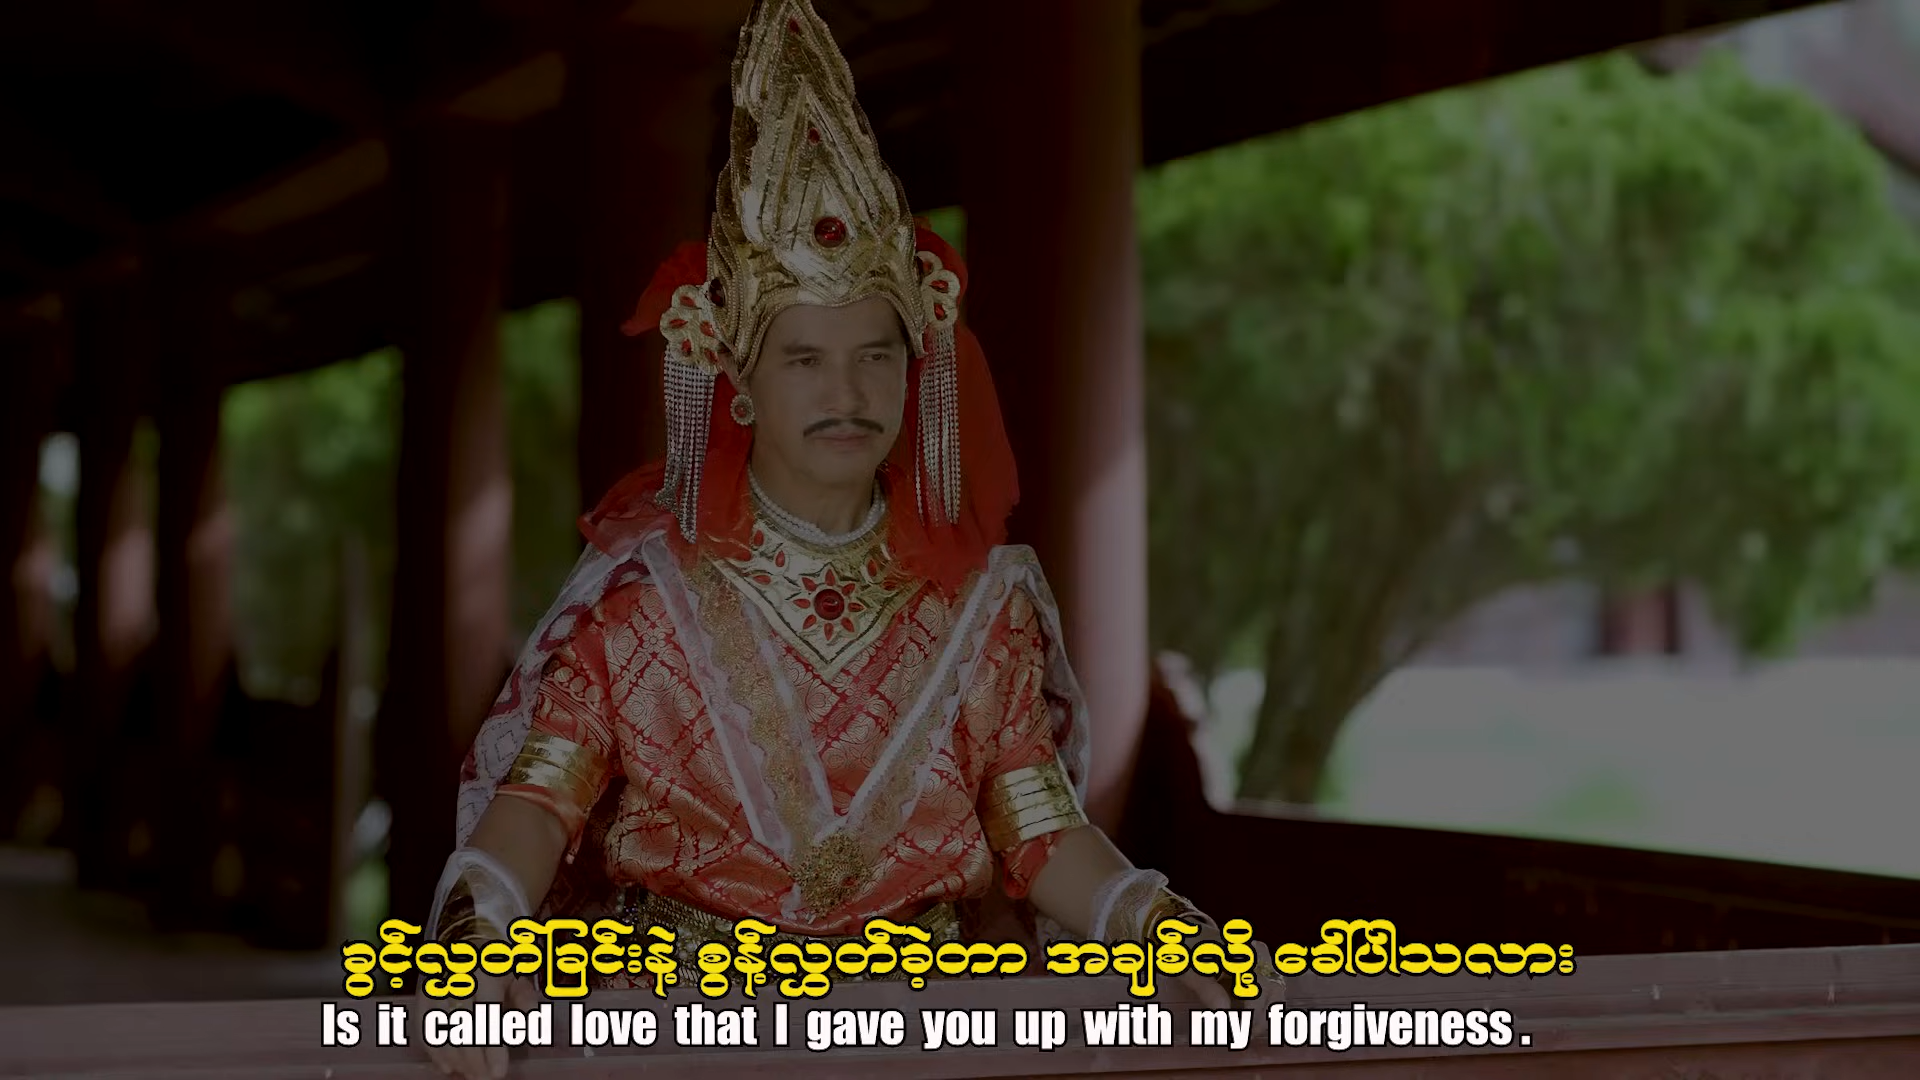 ခွင့်လွှတ်ခြင်းနဲ့ စွန့်လွှတ်ခဲ့တာ အချစ်လို့ ခေါ်ပါသလား
Is it called love that I gave you up with my forgiveness .